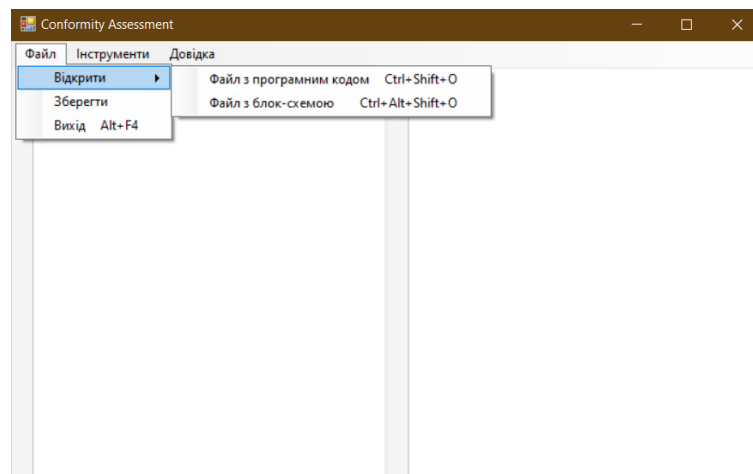 Conformity Assessment
Файл Інструменти Довідка
Відкрити
Файл з програмним кодом Ctrl+Shift+O
Зберегти
Файл з блок-схемою Ctrl+Alt+Shift+O
Вихід Alt+F4